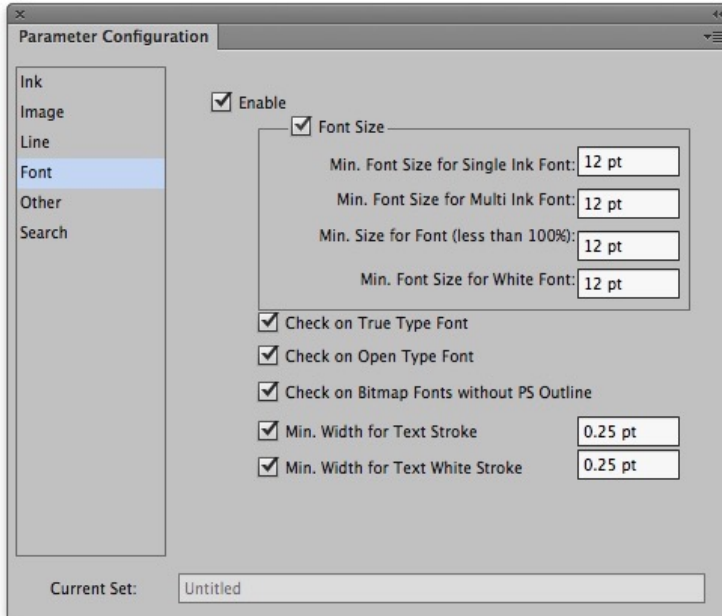 Parameter Configuration
Ink
Image
Line
Font
Other
Search
Enable
Font Size
Min. Font Size for Single Ink Font: 12 pt
Min. Font Size for Multi Ink Font: 12 pt
Min. Size for Font (less than 100%): 12 pt
Min. Font Size for White Font: 12 pt
Check on True Type Font
Check on Open Type Font
Check on Bitmap Fonts without PS Outline
Min. Width for Text Stroke 0.25 pt
Min. Width for Text White Stroke 0.25 pt
Current Set: Untitled